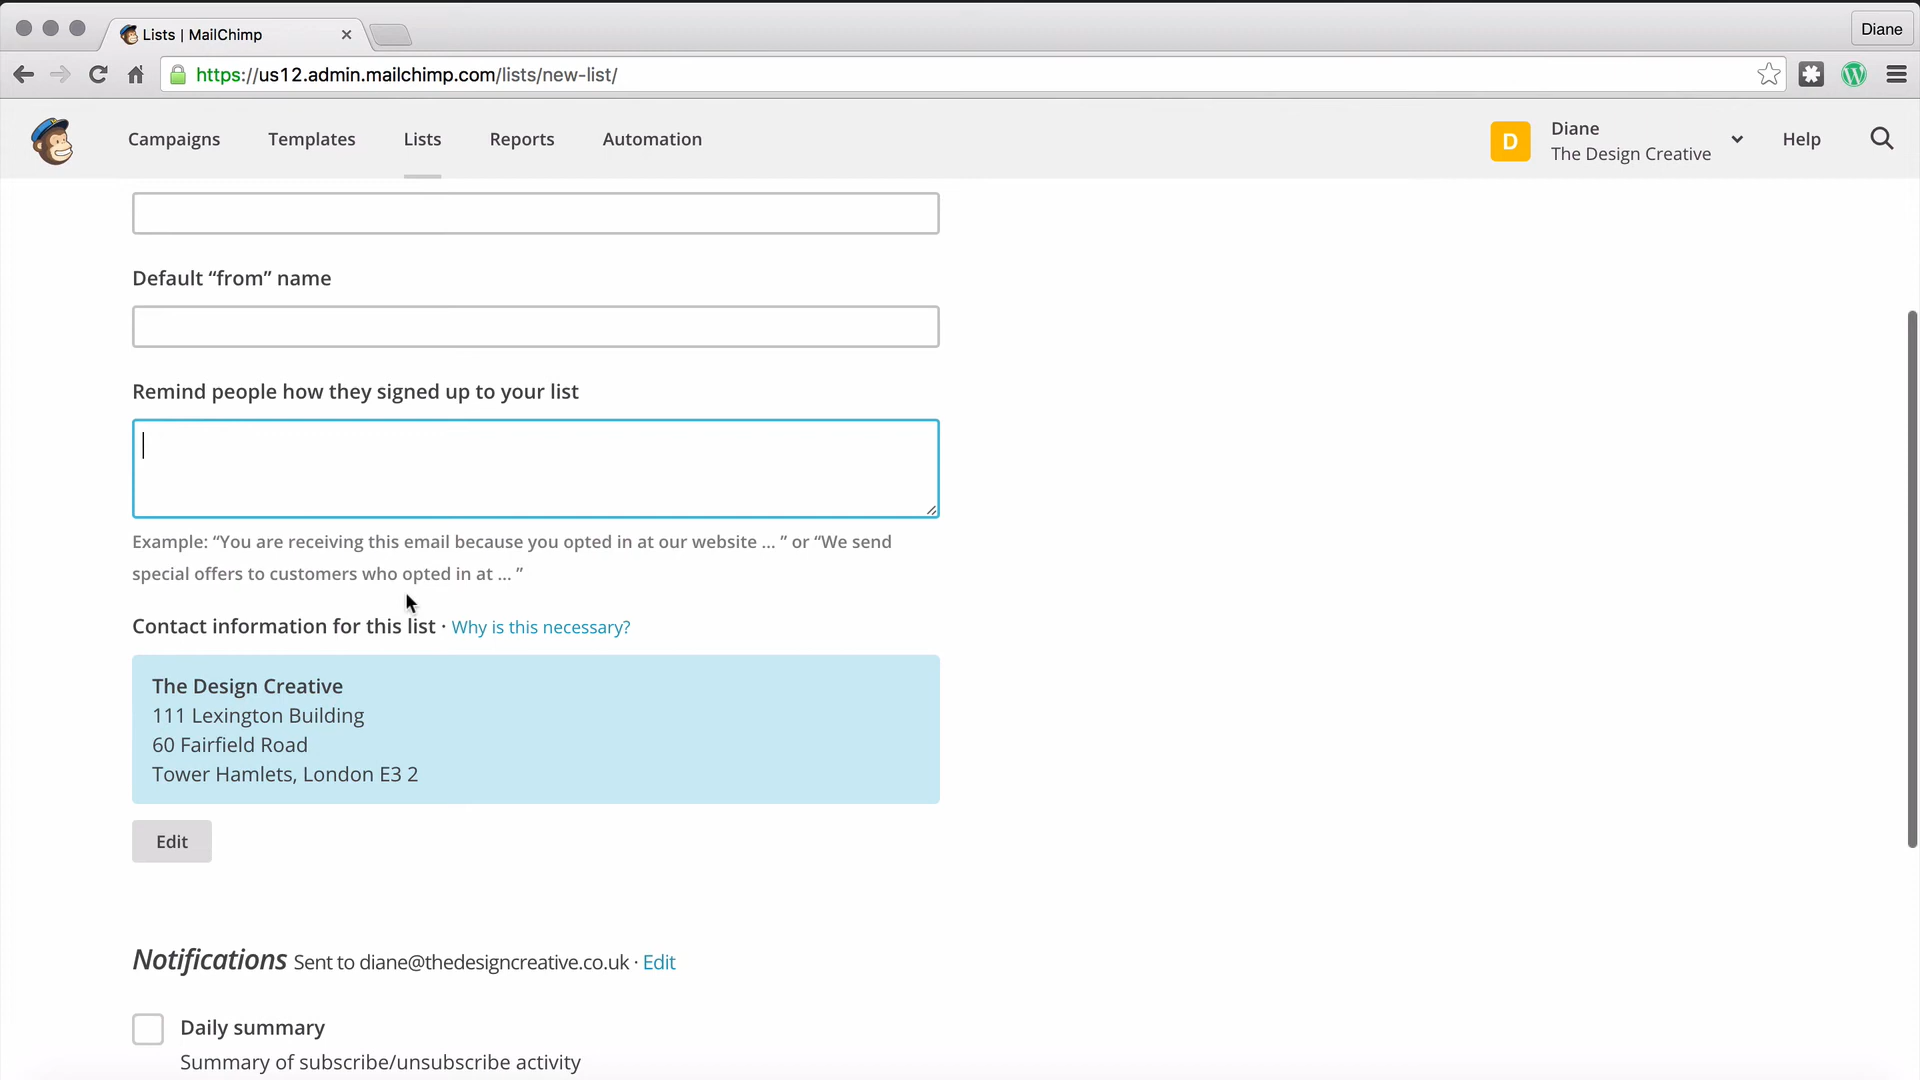 Lists | MailChimp
Diane
https://us12.admin.mailchimp.com/lists/new-list/
Campaigns
Templates
Lists
Reports
Automation
D
Diane
The Design Creative
Help
Default “from” name
Remind people how they signed up to your list
Example: “You are receiving this email because you opted in at our website ... ” or “We send
special offers to customers who opted in at ... ”
Contact information for this list · Why is this necessary?
The Design Creative
111 Lexington Building
60 Fairfield Road
Tower Hamlets, London E3 2
Edit
Notifications Sent to diane@thedesigncreative.co.uk · Edit
Daily summary
Summary of subscribe/unsubscribe activity